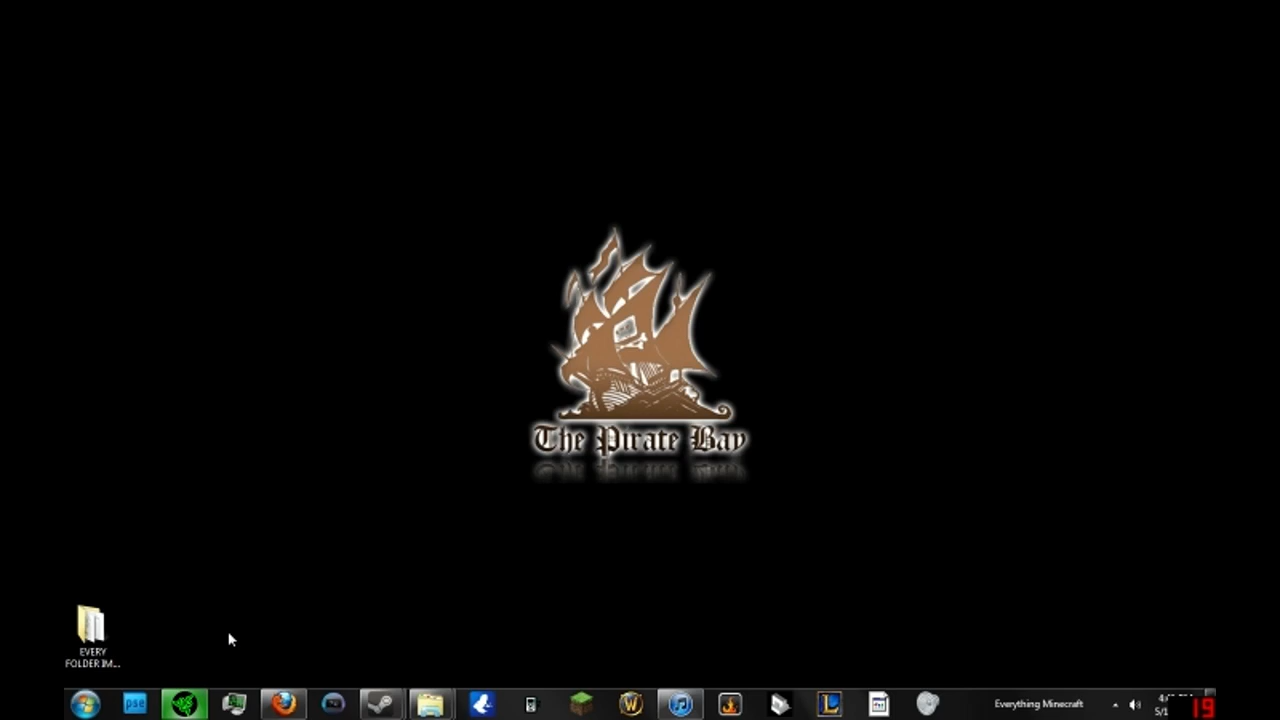 The Pirate Bay
EVERY
FOLDER IM...
pse
W
L
Everything Minecraft
19